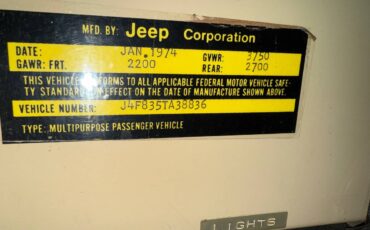 MFD. BY: Jeep Corporation
DATE: JAN. 1974 GVWR: 3750
GAWR: FRT. 2200 REAR: 2700
THIS VEHICLE CONFORMS TO ALL APPLICABLE FEDERAL MOTOR VEHICLE SAFE-
TY STANDARDS IN EFFECT ON THE DATE OF MANUFACTURE SHOWN ABOVE.
VEHICLE NUMBER: J4F835TA38836
TYPE: MULTIPURPOSE PASSENGER VEHICLE
LIGHTS